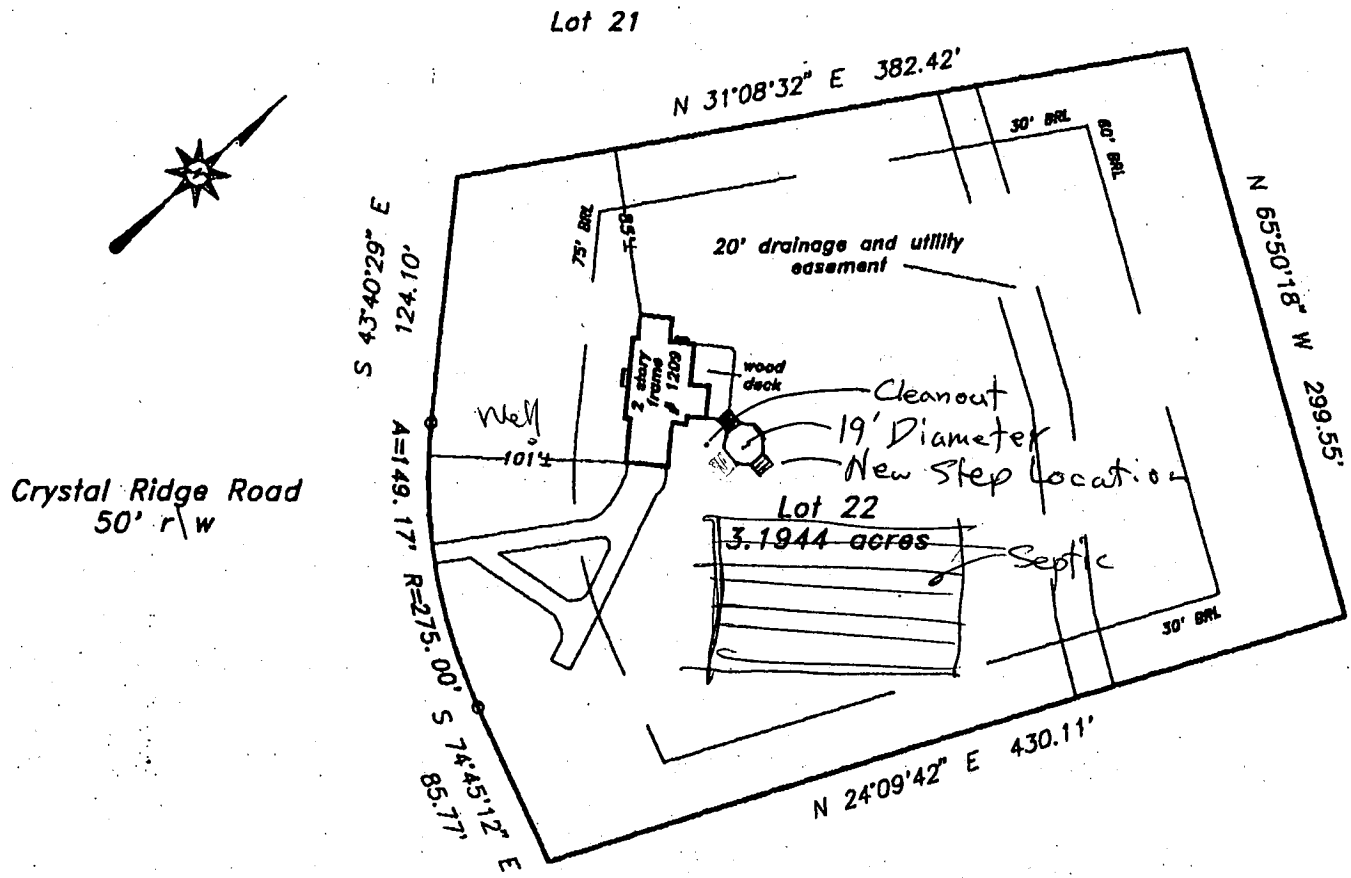 Lot 21
N 31°08'32" E 382.42'
30' BRL
60' BRL
N 65°50'18" W 299.55'
75' BRL
85'±
20' drainage and utility
easement
S 43°40'29" E
124.10'
2 story
frame
# 1209
wood
deck
Cleanout
Well
19' Diameter
101'±
New Step Location
A=149.17' R=275.00'
Crystal Ridge Road
50' r\w
Lot 22
3.1944 acres
Septic
30' BRL
S 74°45'12" E
85.77'
N 24°09'42" E 430.11'